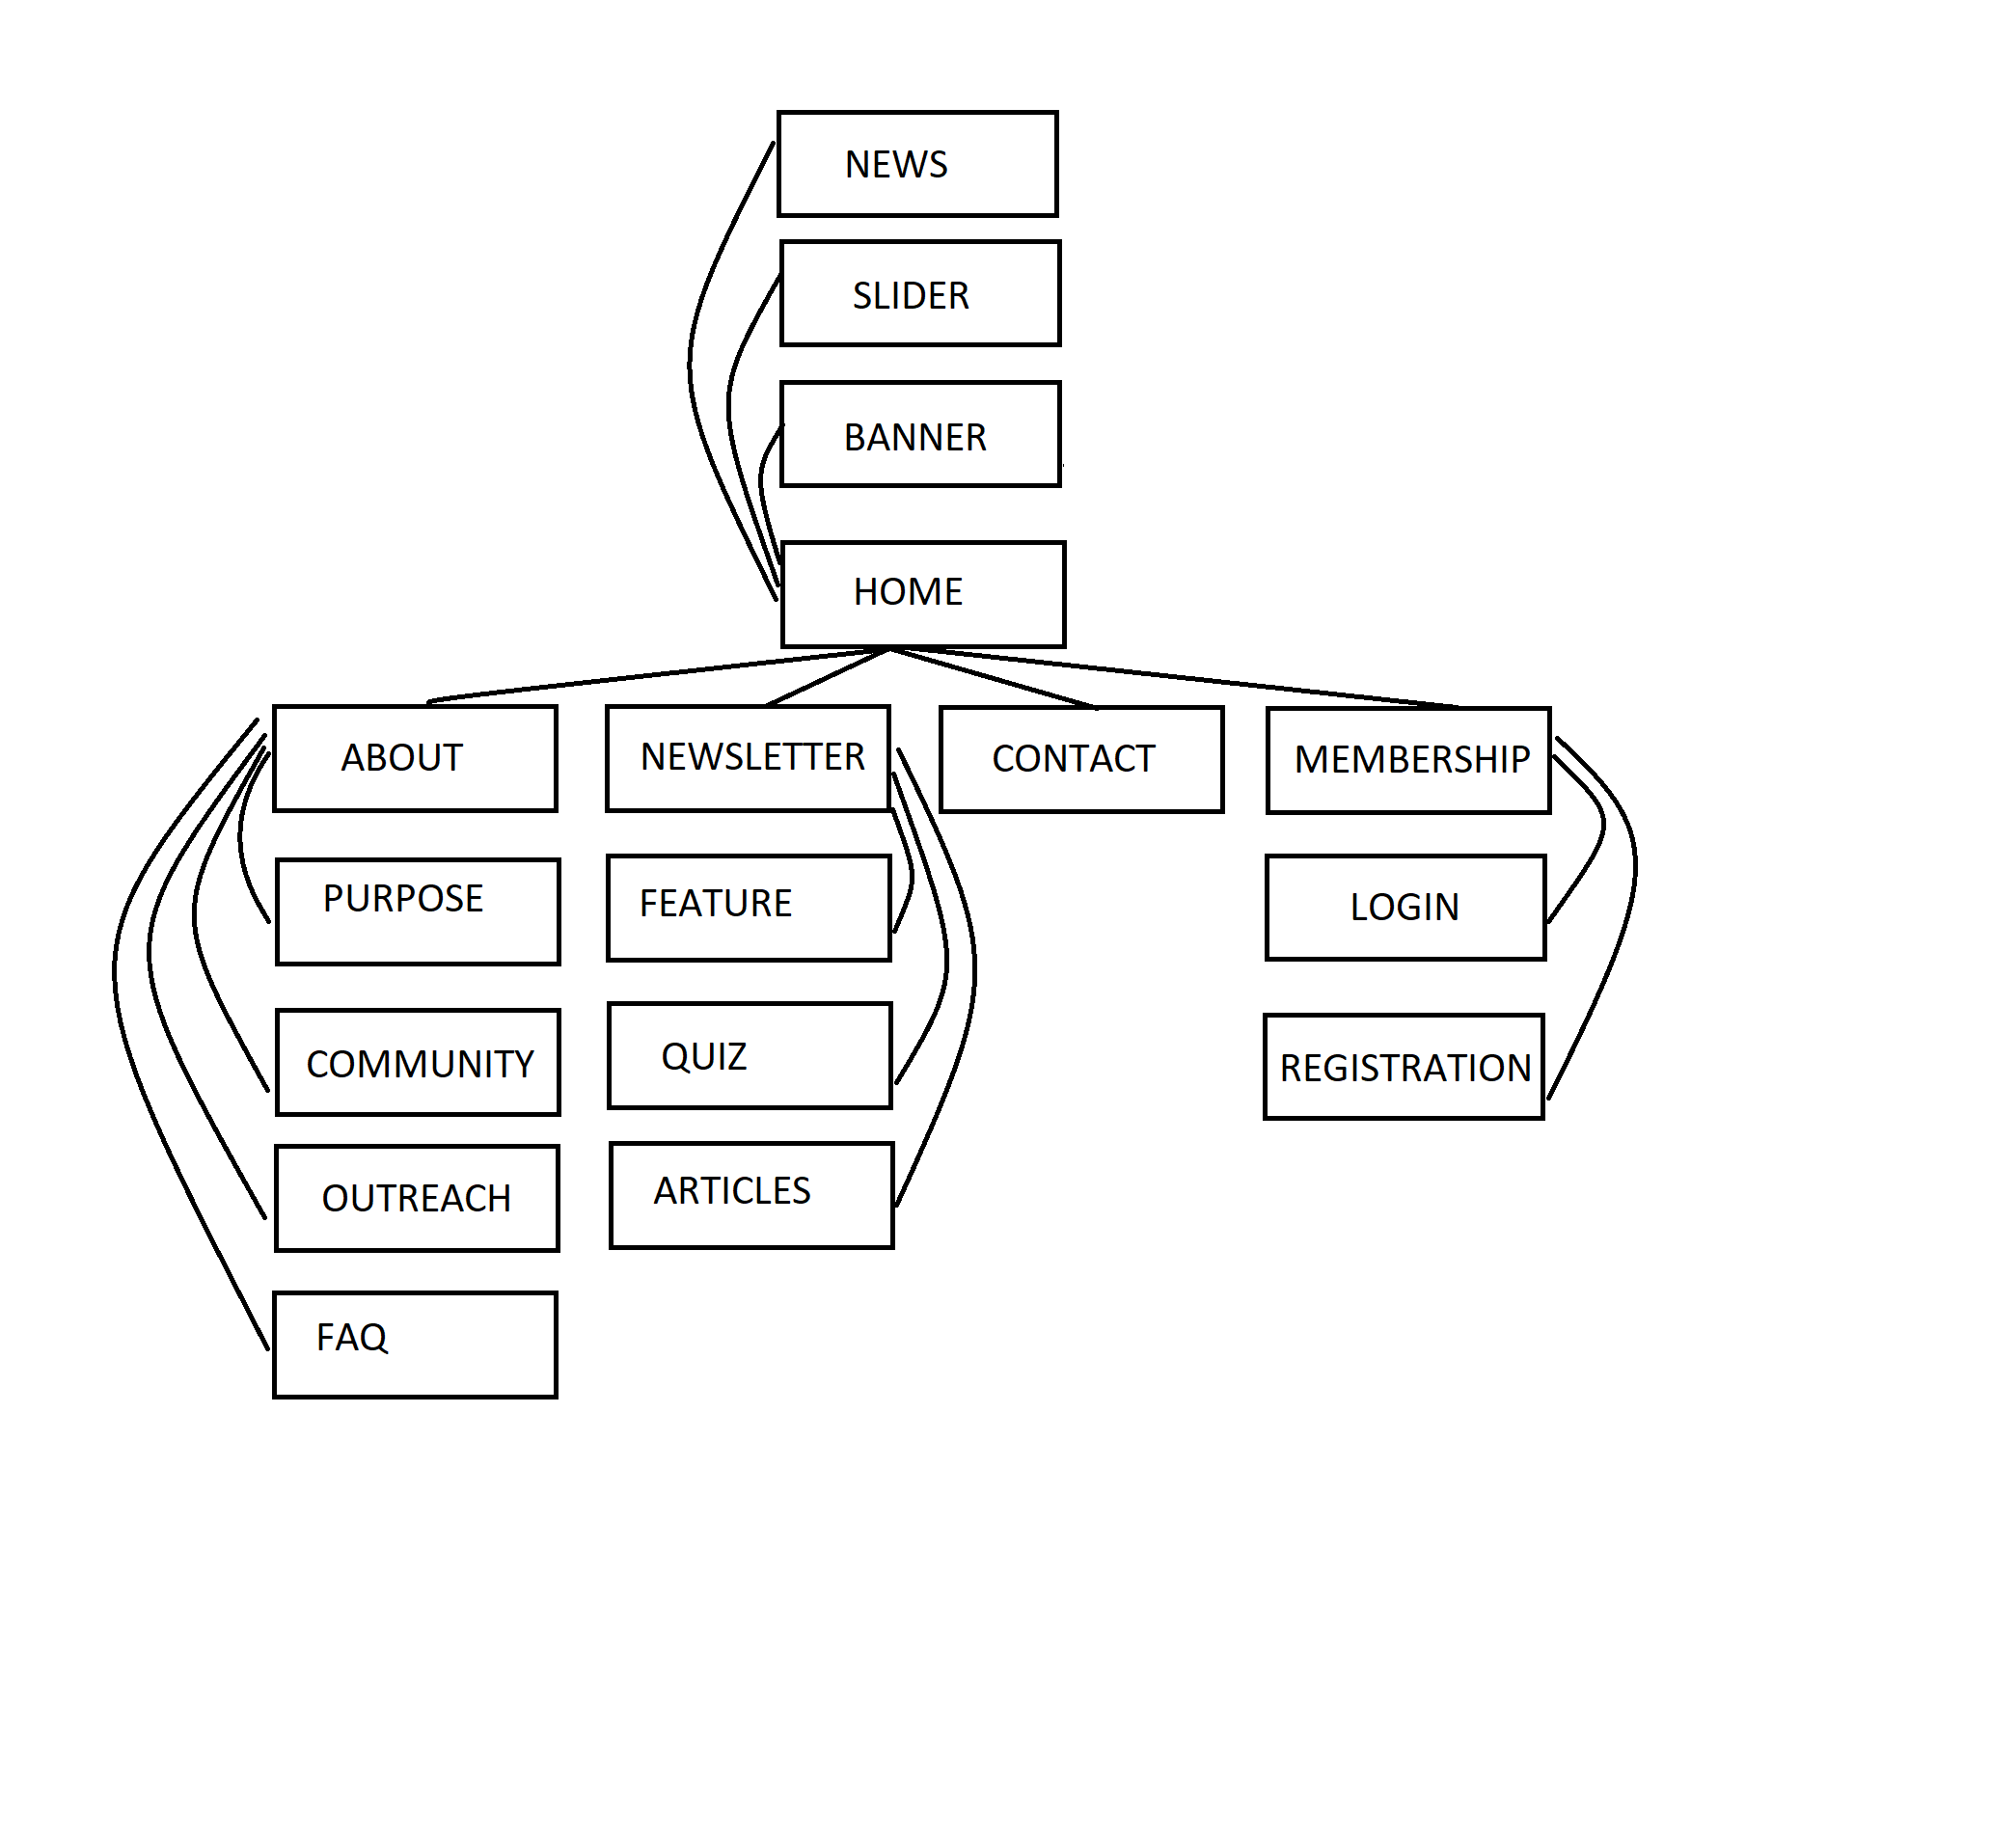 NEWS
SLIDER
BANNER
HOME
ABOUT
NEWSLETTER
CONTACT
MEMBERSHIP
PURPOSE
FEATURE
LOGIN
COMMUNITY
QUIZ
REGISTRATION
OUTREACH
ARTICLES
FAQ